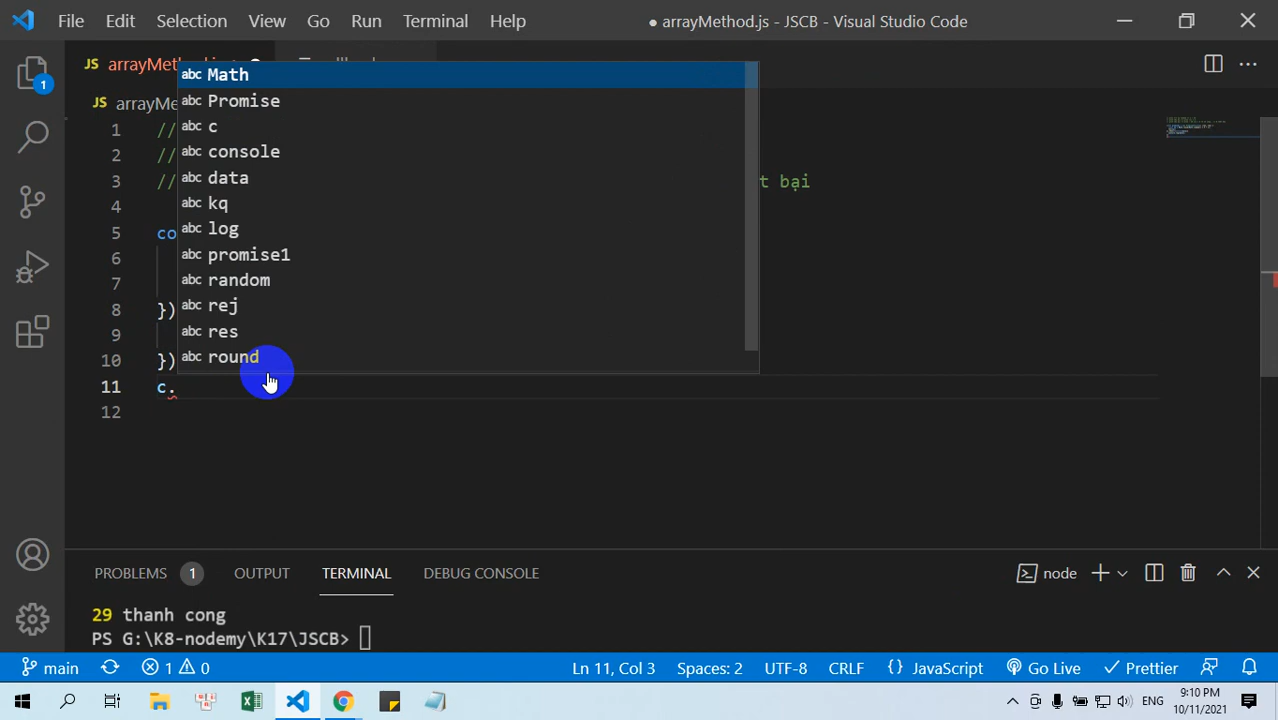 File Edit Selection View Go Run Terminal Help ● arrayMethod.js - JSCB - Visual Studio Code
JS
JS
Math
abc Math
abc Promise
abc c
abc console
abc data
abc kq
abc log
abc promise1
abc random
abc rej
abc res
abc round
1 //
2 //
3 // t bại
4
5 co
6
7
8 })
9
10 })
11 c.
12
1
PROBLEMS 1 OUTPUT TERMINAL DEBUG CONSOLE node
29 thanh cong
PS G:\K8-nodemy\K17\JSCB>
main 1 0 Ln 11, Col 3 Spaces: 2 UTF-8 CRLF {} JavaScript Go Live Prettier
ENG 9:10 PM
10/11/2021